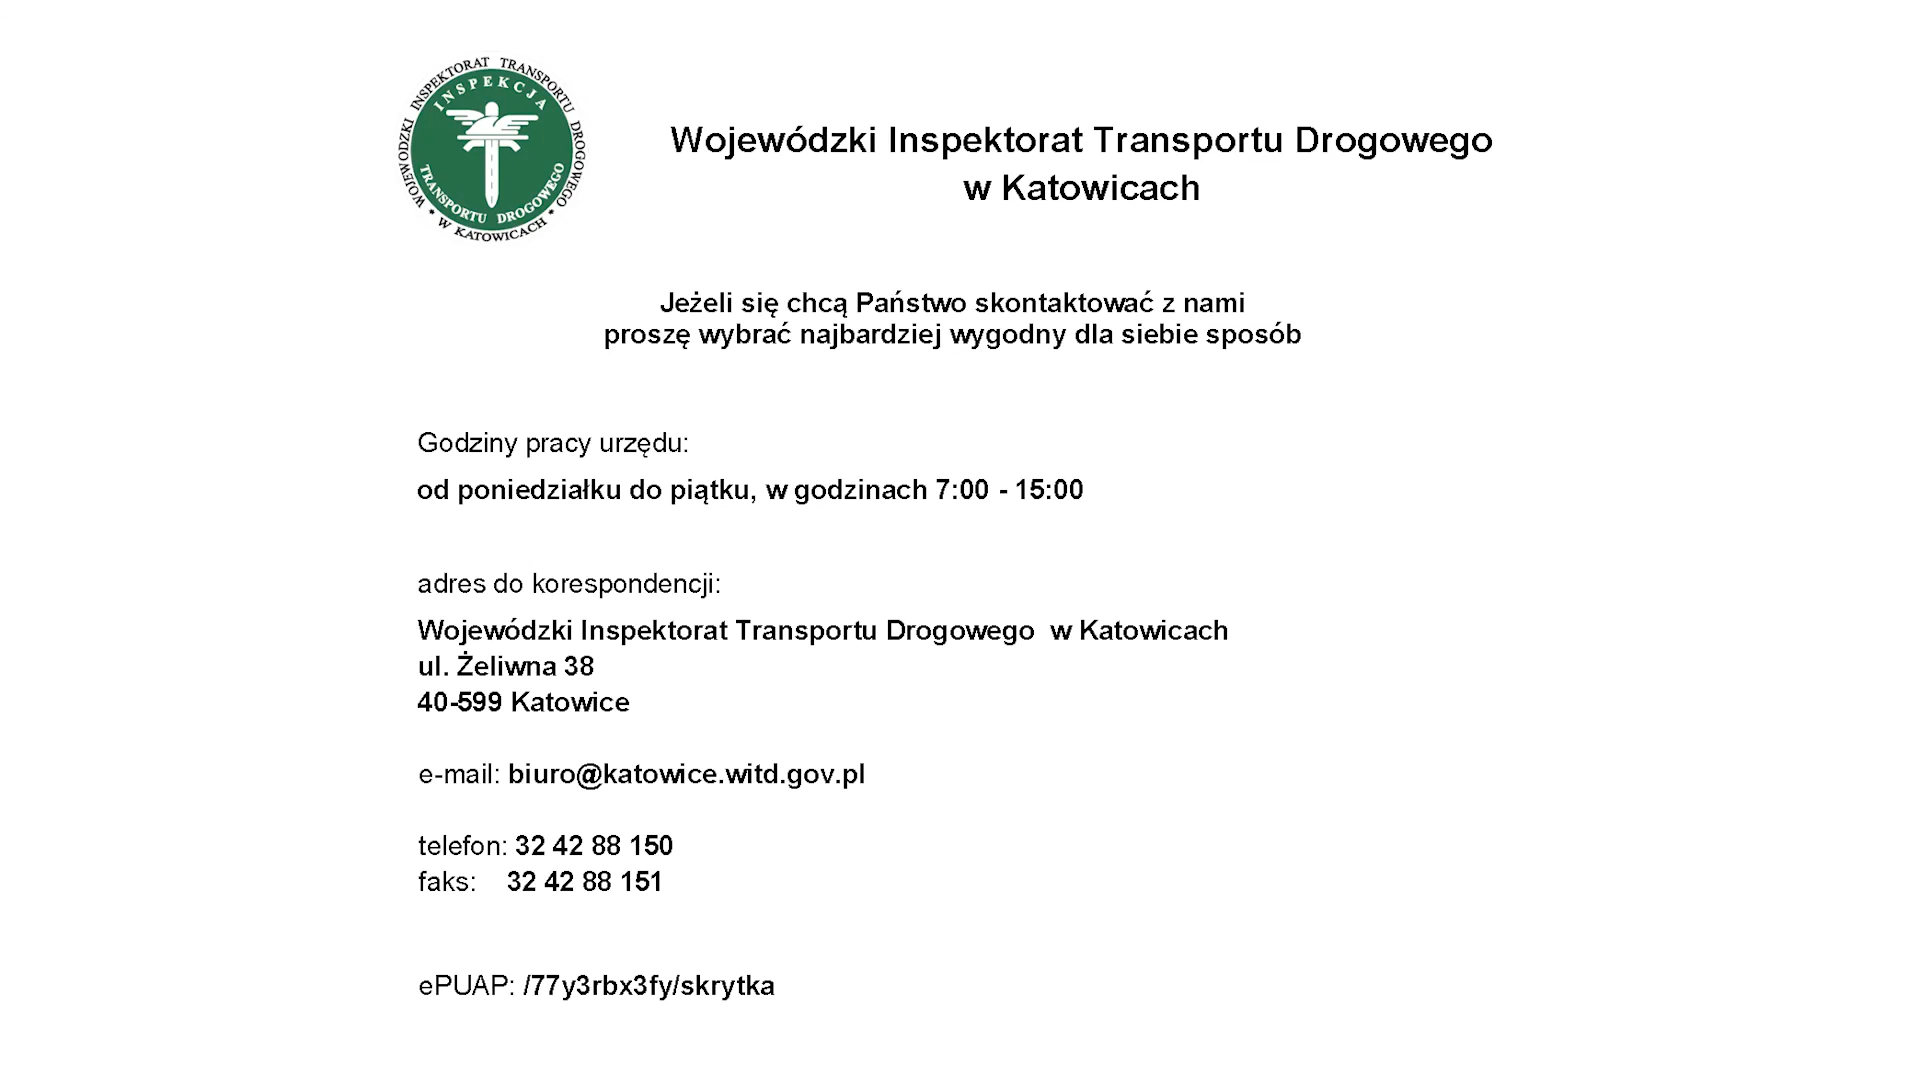 WOJEWÓDZKI INSPEKTORAT TRANSPORTU DROGOWEGO
* W KATOWICACH *
INSPEKCJA
TRANSPORTU DROGOWEGO
Wojewódzki Inspektorat Transportu Drogowego
w Katowicach
Jeżeli się chcą Państwo skontaktować z nami
proszę wybrać najbardziej wygodny dla siebie sposób
Godziny pracy urzędu:
od poniedziałku do piątku, w godzinach 7:00 - 15:00
adres do korespondencji:
Wojewódzki Inspektorat Transportu Drogowego  w Katowicach
ul. Żeliwna 38
40-599 Katowice
e-mail: biuro@katowice.witd.gov.pl
telefon: 32 42 88 150
faks:    32 42 88 151
ePUAP: /77y3rbx3fy/skrytka